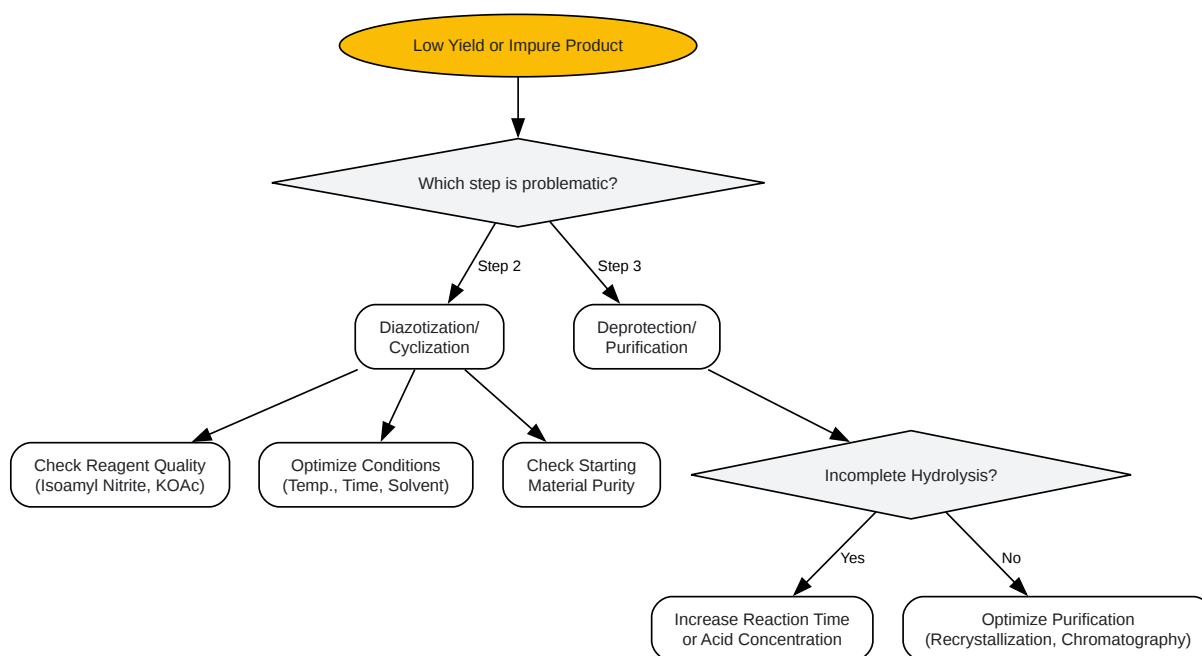 Low Yield or Impure Product
Which step is problematic?
Step 2
Step 3
Diazotization/
Cyclization
Deprotection/
Purification
Check Reagent Quality
(Isoamyl Nitrite, KOAc)
Optimize Conditions
(Temp., Time, Solvent)
Check Starting
Material Purity
Incomplete Hydrolysis?
Yes
No
Increase Reaction Time
or Acid Concentration
Optimize Purification
(Recrystallization, Chromatography)